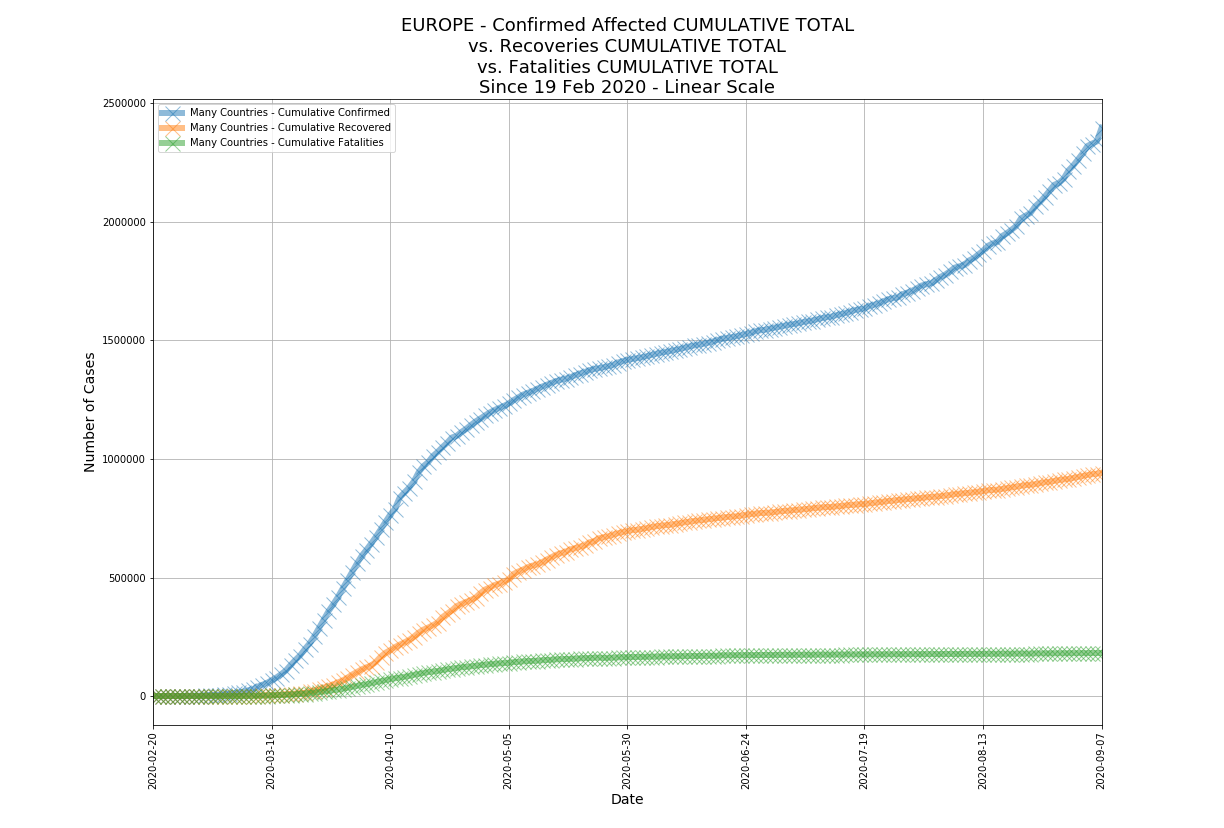 EUROPE - Confirmed Affected CUMULATIVE TOTAL
vs. Recoveries CUMULATIVE TOTAL
vs. Fatalities CUMULATIVE TOTAL
Since 19 Feb 2020 - Linear Scale
Many Countries - Cumulative Confirmed
Many Countries - Cumulative Recovered
Many Countries - Cumulative Fatalities
Number of Cases
2500000
2000000
1500000
1000000
500000
0
2020-02-20
2020-03-16
2020-04-10
2020-05-05
2020-05-30
2020-06-24
2020-07-19
2020-08-13
2020-09-07
Date